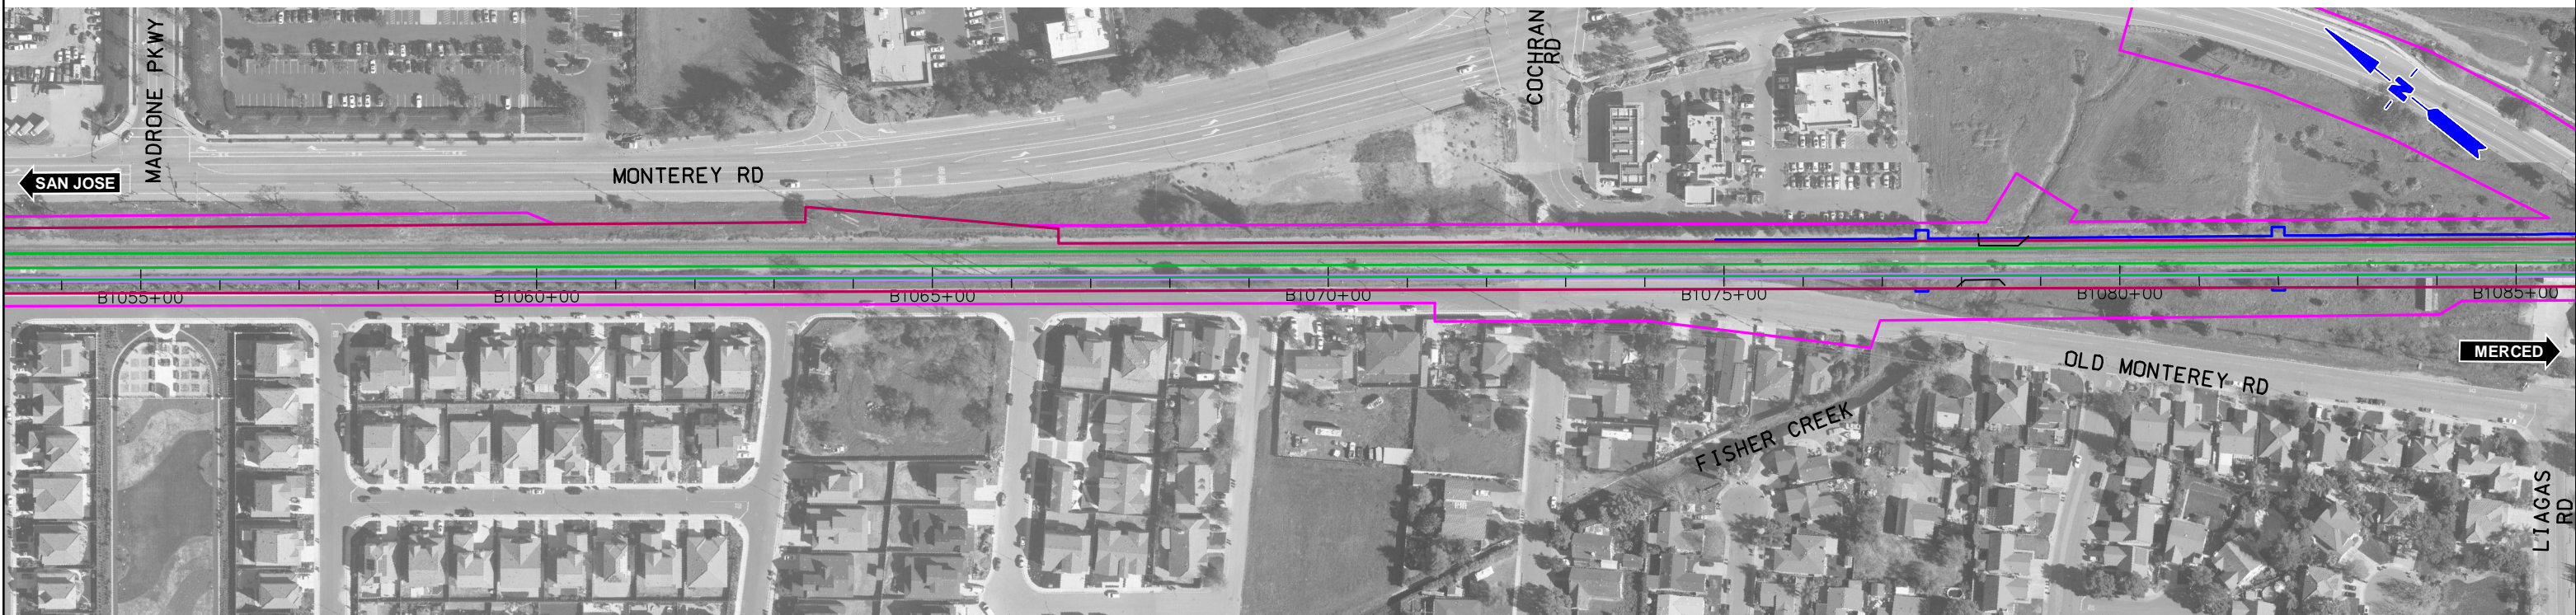 MADRONE PKWY
COCHRAN
RD
N
SAN JOSE
MONTEREY RD
B1055+00
B1060+00
B1065+00
B1070+00
B1075+00
B1080+00
B1085+00
MERCED
OLD MONTEREY RD
FISHER CREEK
LIAGAS
RD